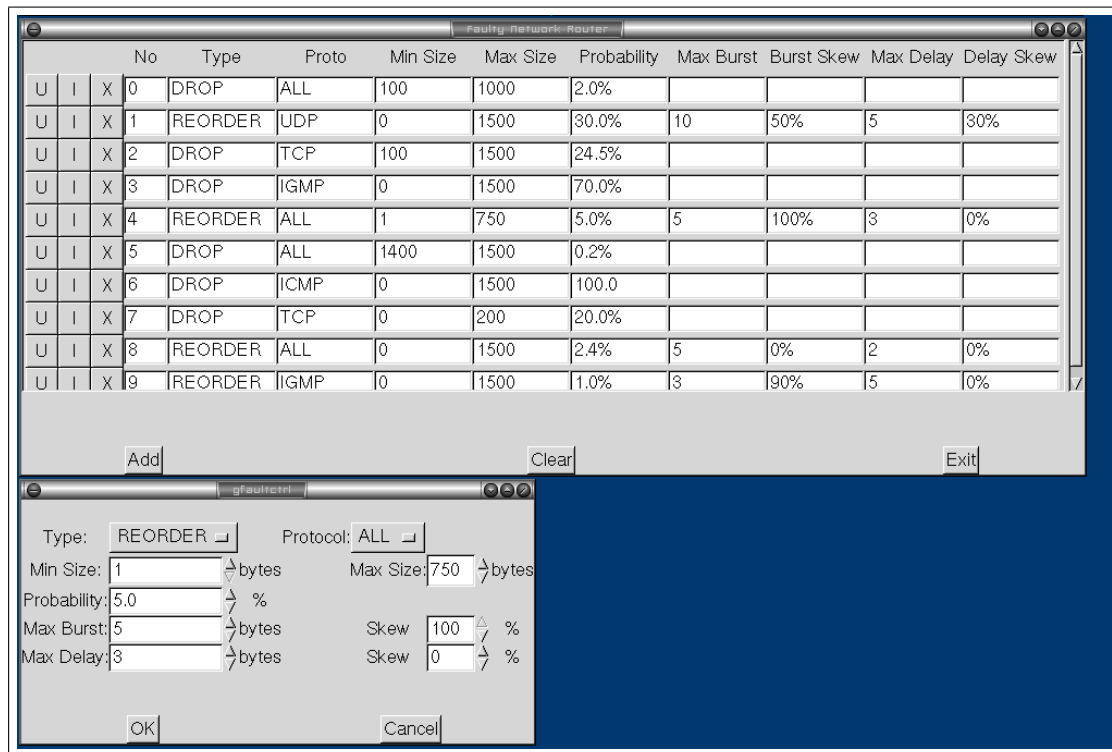 Faulty Network Router
No Type Proto Min Size Max Size Probability Max Burst Burst Skew Max Delay Delay Skew
U I X 0 DROP ALL 100 1000 2.0%
U I X 1 REORDER UDP 0 1500 30.0% 10 50% 5 30%
U I X 2 DROP TCP 100 1500 24.5%
U I X 3 DROP IGMP 0 1500 70.0%
U I X 4 REORDER ALL 1 750 5.0% 5 100% 3 0%
U I X 5 DROP ALL 1400 1500 0.2%
U I X 6 DROP ICMP 0 1500 100.0
U I X 7 DROP TCP 0 200 20.0%
U I X 8 REORDER ALL 0 1500 2.4% 5 0% 2 0%
U I X 9 REORDER IGMP 0 1500 1.0% 3 90% 5 0%
Add Clear Exit
gfaultctrl
Type: REORDER Protocol: ALL
Min Size: 1 bytes Max Size: 750 bytes
Probability: 5.0 %
Max Burst: 5 bytes Skew 100 %
Max Delay: 3 bytes Skew 0 %
OK Cancel